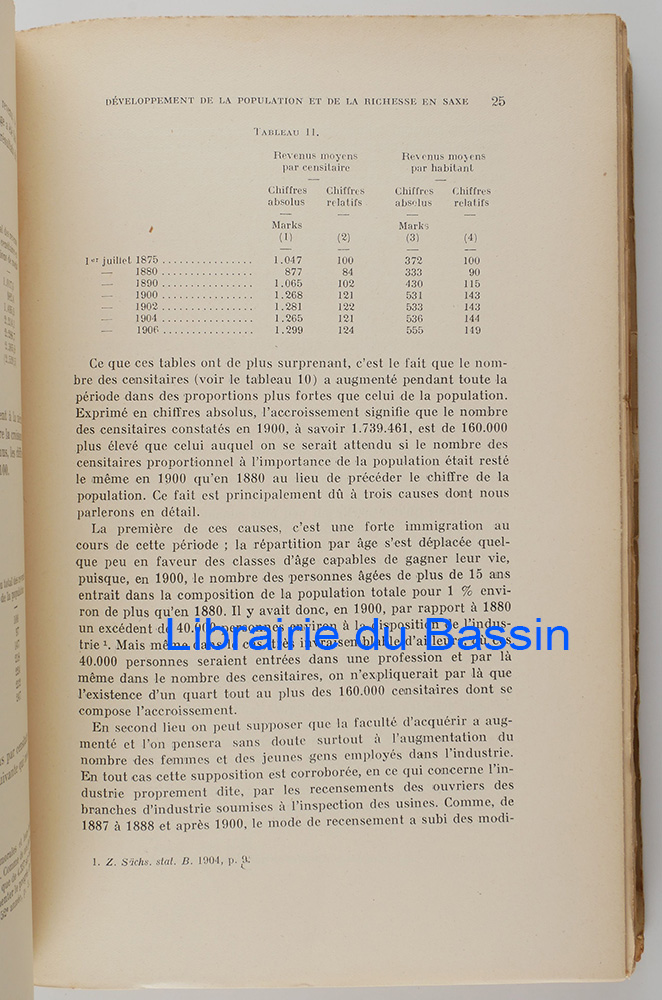 DÉVELOPPEMENT DE LA POPULATION ET DE LA RICHESSE EN SAXE 25
TABLEAU 11.
Revenus moyens par censitaire Revenus moyens par habitant
Chiffres absolus Chiffres relatifs Chiffres absolus Chiffres relatifs
Marks Marks
(1) (2) (3) (4)
1er juillet 1875 ................ 1.047 100 372 100
— 1880 ................ 877 84 333 90
— 1890 ................ 1.065 102 430 115
— 1900 ................ 1.268 121 531 143
— 1902 ................ 1.281 122 533 143
— 1904 ................ 1.265 121 536 144
— 1906 ................ 1.299 124 555 149
Ce que ces tables ont de plus surprenant, c'est le fait que le nom-
bre des censitaires (voir le tableau 10) a augmenté pendant toute la
période dans des proportions plus fortes que celui de la population.
Exprimé en chiffres absolus, l'accroissement signifie que le nombre
des censitaires constatés en 1900, à savoir 1.739.461, est de 160.000
plus élevé que celui auquel on se serait attendu si le nombre des
censitaires proportionnel à l'importance de la population était resté
le même en 1900 qu'en 1880 au lieu de précéder le chiffre de la
population. Ce fait est principalement dû à trois causes dont nous
parlerons en détail.
La première de ces causes, c'est une forte immigration au
cours de cette période ; la répartition par âge s'est déplacée quel-
que peu en faveur des classes d'âge capables de gagner leur vie,
puisque, en 1900, le nombre des personnes âgées de plus de 15 ans
entrait dans la composition de la population totale pour 1 % envi-
ron de plus qu'en 1880. Il y avait donc, en 1900, par rapport à 1880
un excédent de 40.000 personnes environ à la disposition de l'indus-
trie 1. Mais même dans le cas très invraisemblable d'ailleurs où ces
Librairie du Bassin
40.000 personnes seraient entrées dans une profession et par là
même dans le nombre des censitaires, on n'expliquerait par là que
l'existence d'un quart tout au plus des 160.000 censitaires dont se
compose l'accroissement.
En second lieu on peut supposer que la faculté d'acquérir a aug-
menté et l'on pensera sans doute surtout à l'augmentation du
nombre des femmes et des jeunes gens employés dans l'industrie.
En tout cas cette supposition est corroborée, en ce qui concerne l'in-
dustrie proprement dite, par les recensements des ouvriers des
branches d'industrie soumises à l'inspection des usines. Comme, de
1887 à 1888 et après 1900, le mode de recensement a subi des modi-
1. Z. Sächs. stat. B. 1904, p. 9.